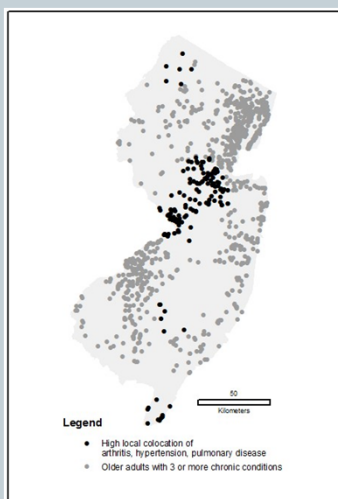 50
Kilometers
Legend
High local colocation of
arthritis, hypertension, pulmonary disease
Older adults with 3 or more chronic conditions